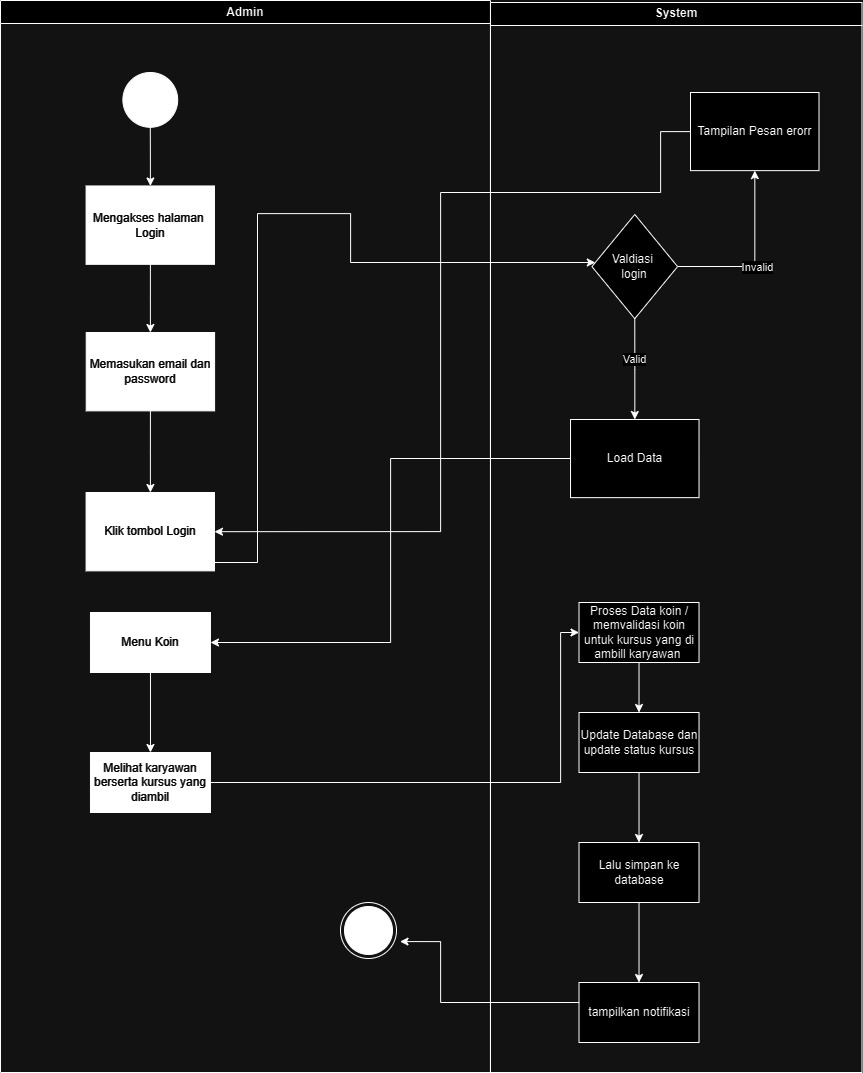 Admin
System
Tampilan Pesan erorr
Mengakses halaman
Login
Valdiasi
login
Invalid
Memasukan email dan
password
Valid
Load Data
Klik tombol Login
Menu Koin
Proses Data koin /
memvalidasi koin
untuk kursus yang di
ambill karyawan
Update Database dan
update status kursus
Melihat karyawan
berserta kursus yang
diambil
Lalu simpan ke
database
tampilkan notifikasi